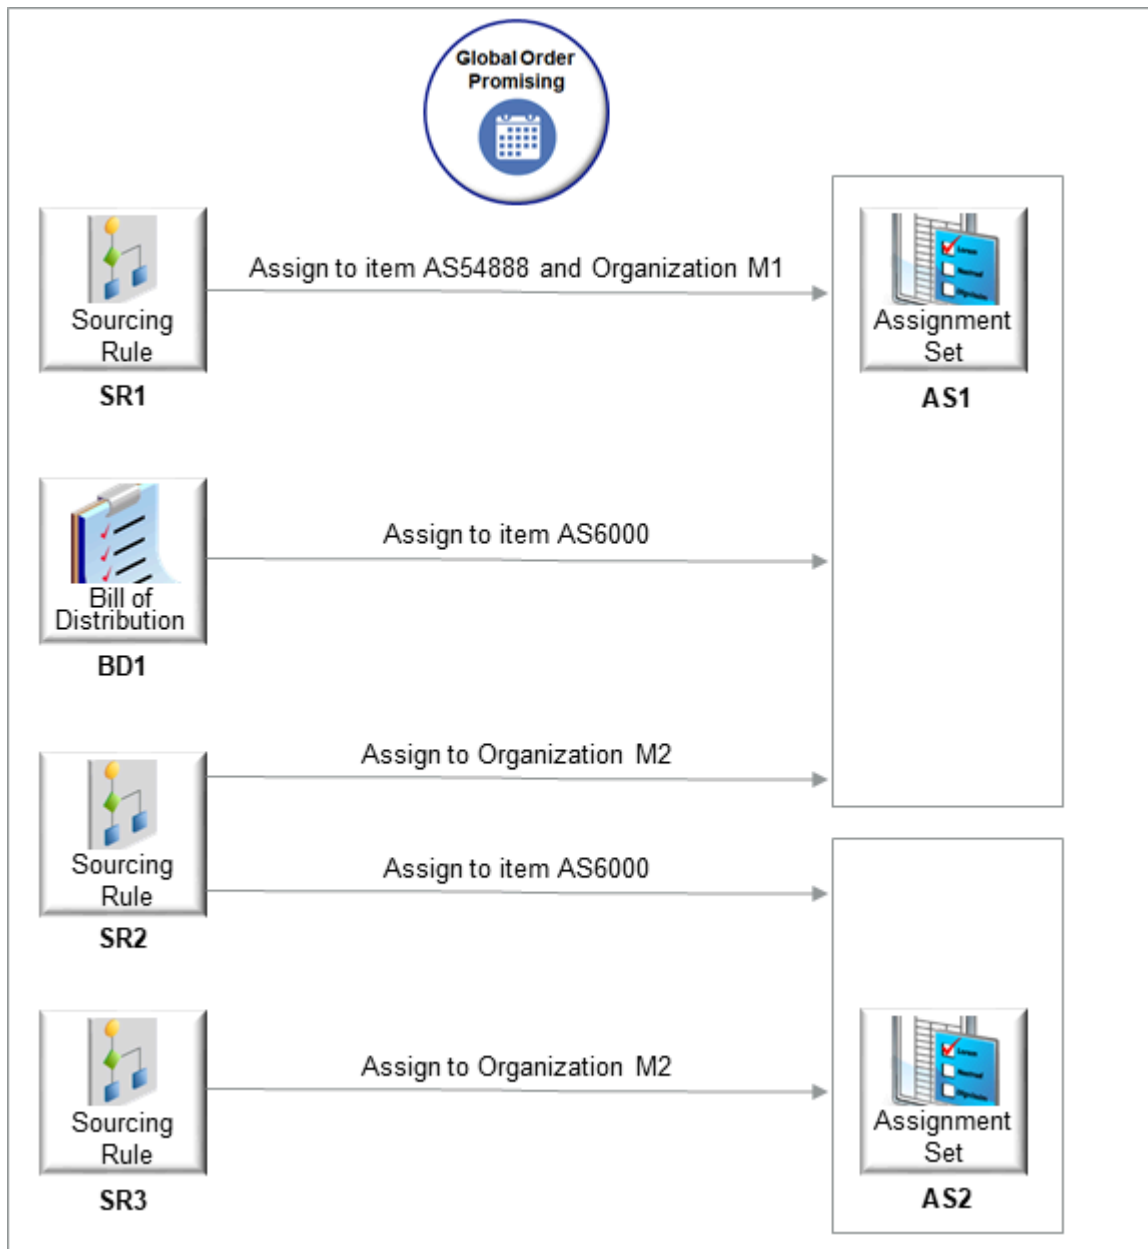 Global Order
Promising
Assign to item AS54888 and Organization M1
Sourcing
Rule
SR1
Assignment
Set
AS1
Assign to item AS6000
Bill of
Distribution
BD1
Assign to Organization M2
Sourcing
Rule
SR2
Assign to item AS6000
Assign to Organization M2
Sourcing
Rule
SR3
Assignment
Set
AS2